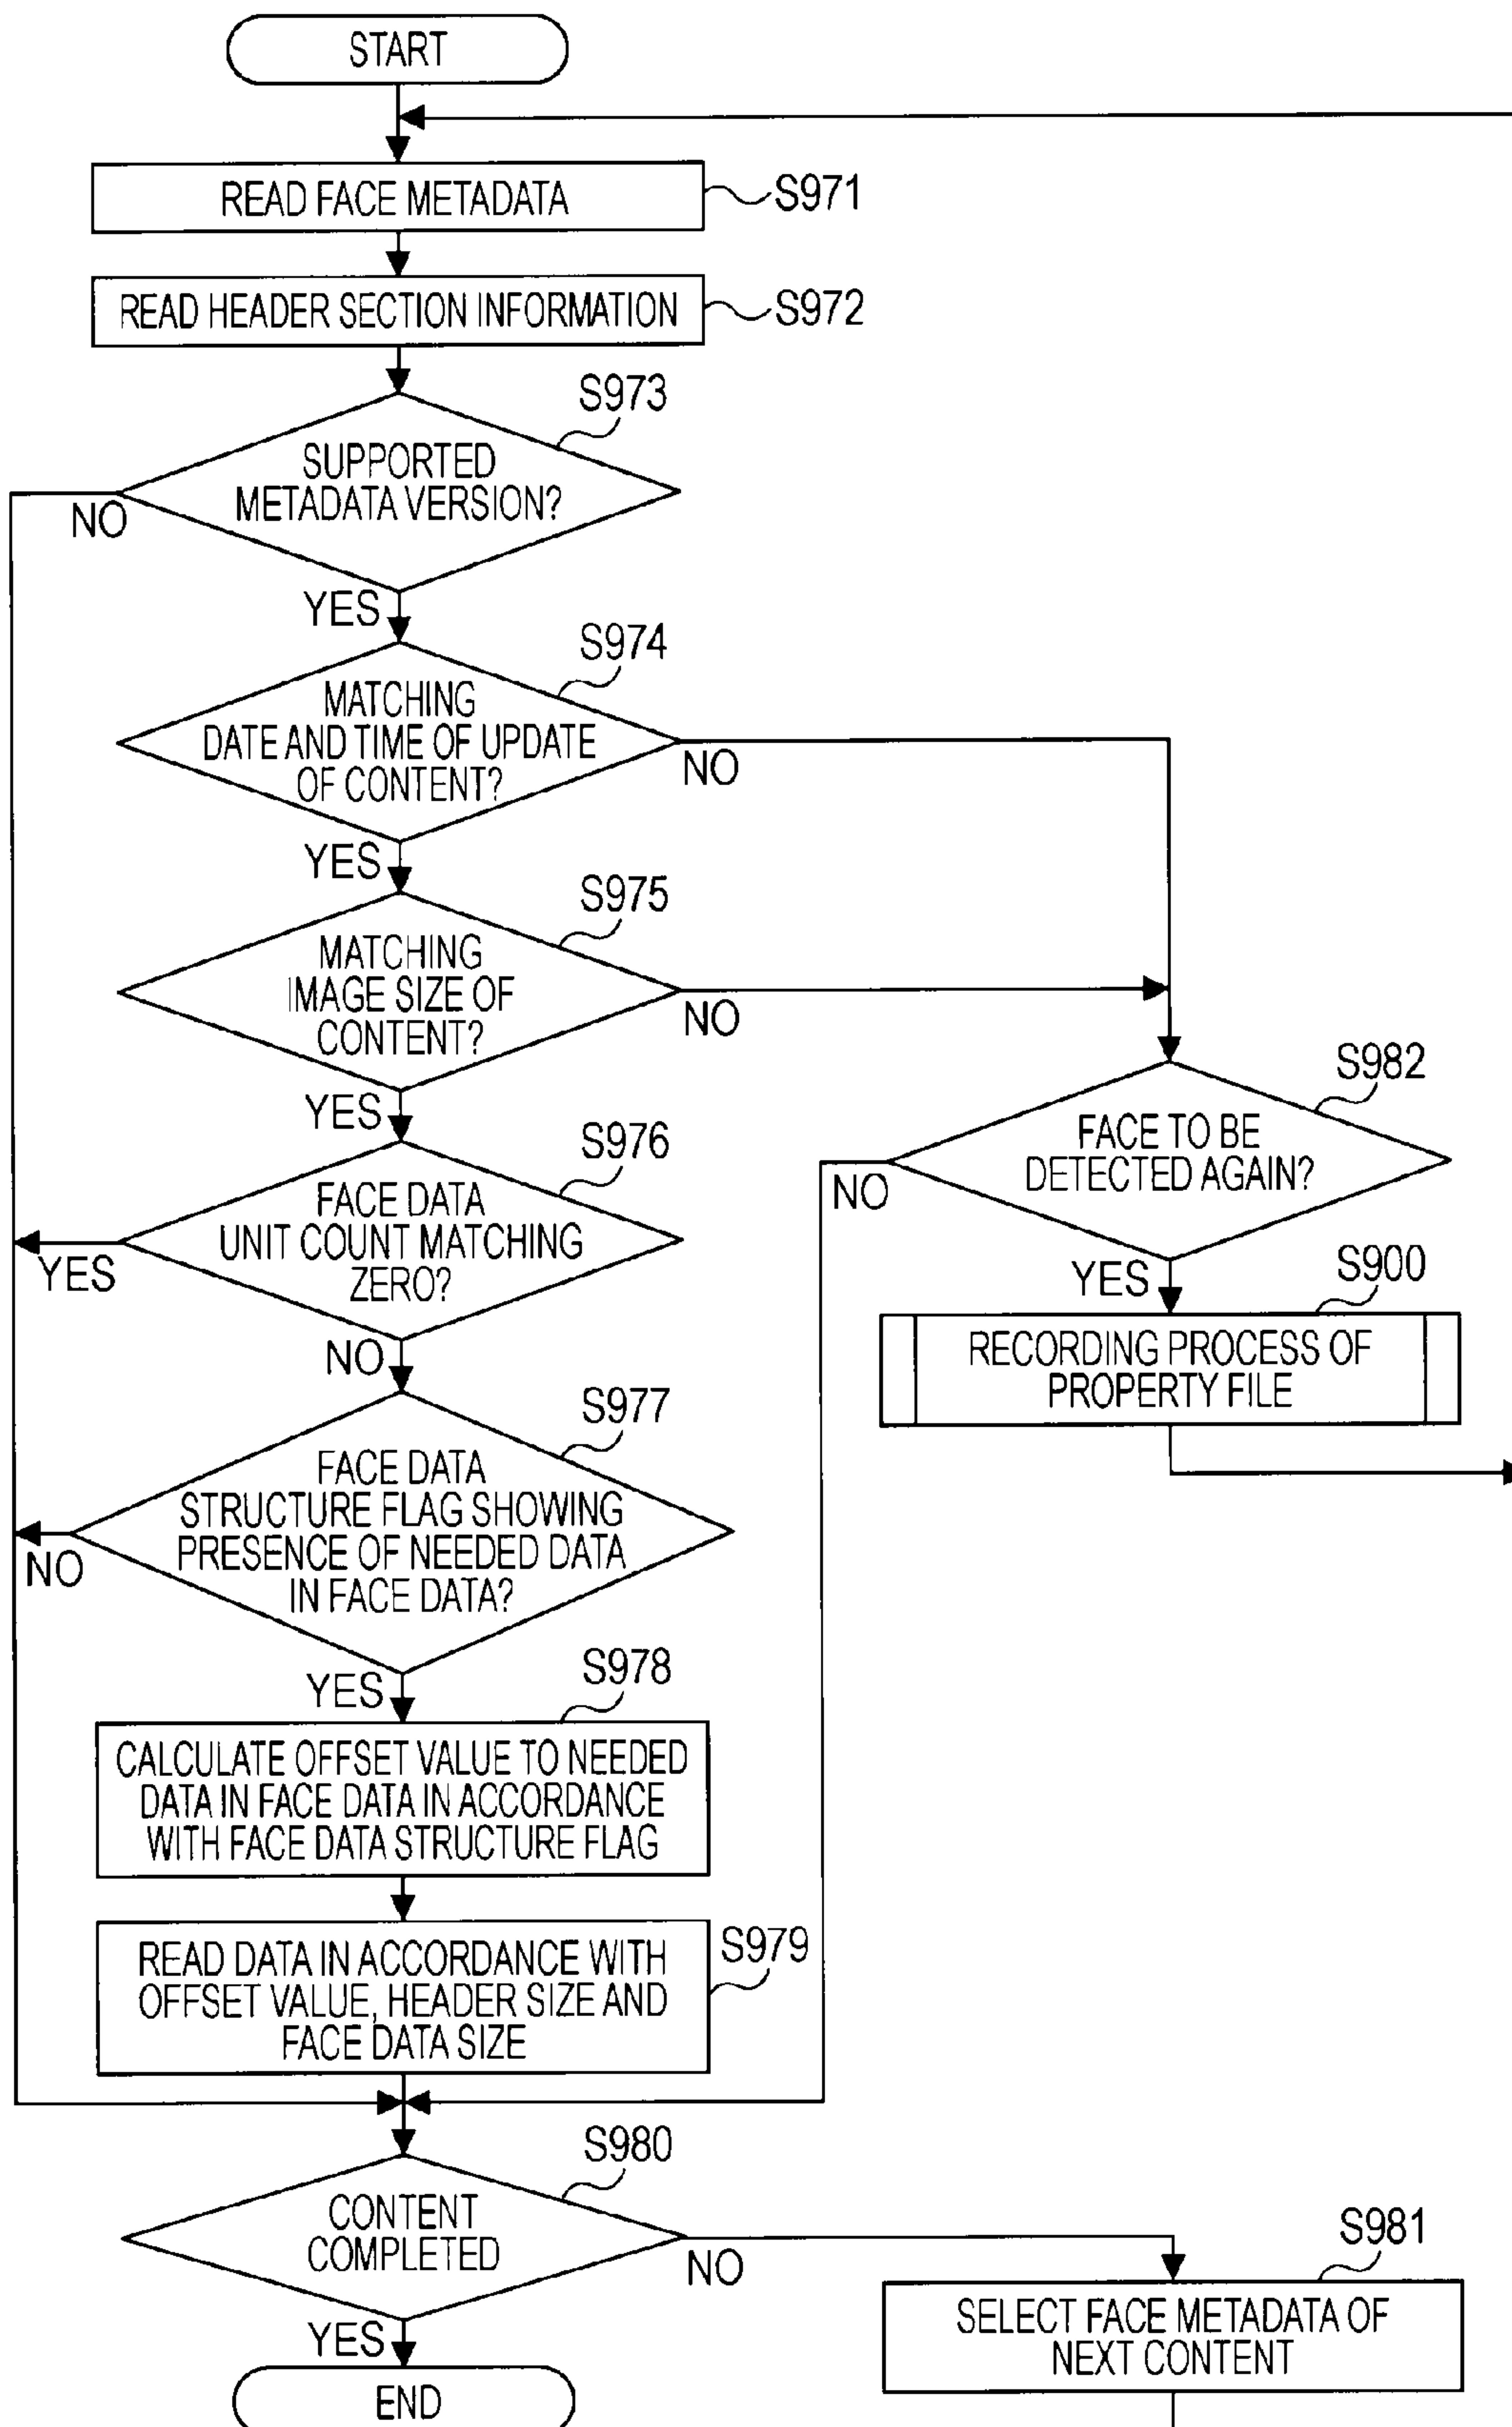 START
READ FACE METADATA
S971
READ HEADER SECTION INFORMATION
S972
S973
SUPPORTED
METADATA VERSION?
NO
YES
S974
MATCHING
DATE AND TIME OF UPDATE
OF CONTENT?
NO
YES
S975
MATCHING
IMAGE SIZE OF
CONTENT?
NO
YES
S982
FACE TO BE
DETECTED AGAIN?
NO
YES
S900
RECORDING PROCESS OF
PROPERTY FILE
S976
FACE DATA
UNIT COUNT MATCHING
ZERO?
YES
NO
S977
FACE DATA
STRUCTURE FLAG SHOWING
PRESENCE OF NEEDED DATA
IN FACE DATA?
NO
YES
S978
CALCULATE OFFSET VALUE TO NEEDED
DATA IN FACE DATA IN ACCORDANCE
WITH FACE DATA STRUCTURE FLAG
S979
READ DATA IN ACCORDANCE WITH
OFFSET VALUE, HEADER SIZE AND
FACE DATA SIZE
S980
CONTENT
COMPLETED
NO
YES
S981
SELECT FACE METADATA OF
NEXT CONTENT
END